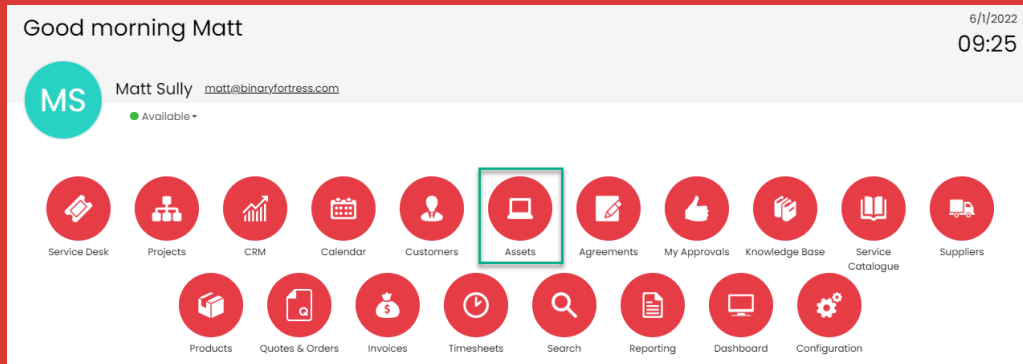 Good morning Matt
6/1/2022
09:25
MS
Matt Sully matt@binaryfortress.com
Available
Service Desk Projects CRM Calendar Customers Assets Agreements My Approvals Knowledge Base Service Suppliers
Catalogue
Q $
Products Quotes & Orders Invoices Timesheets Search Reporting Dashboard Configuration